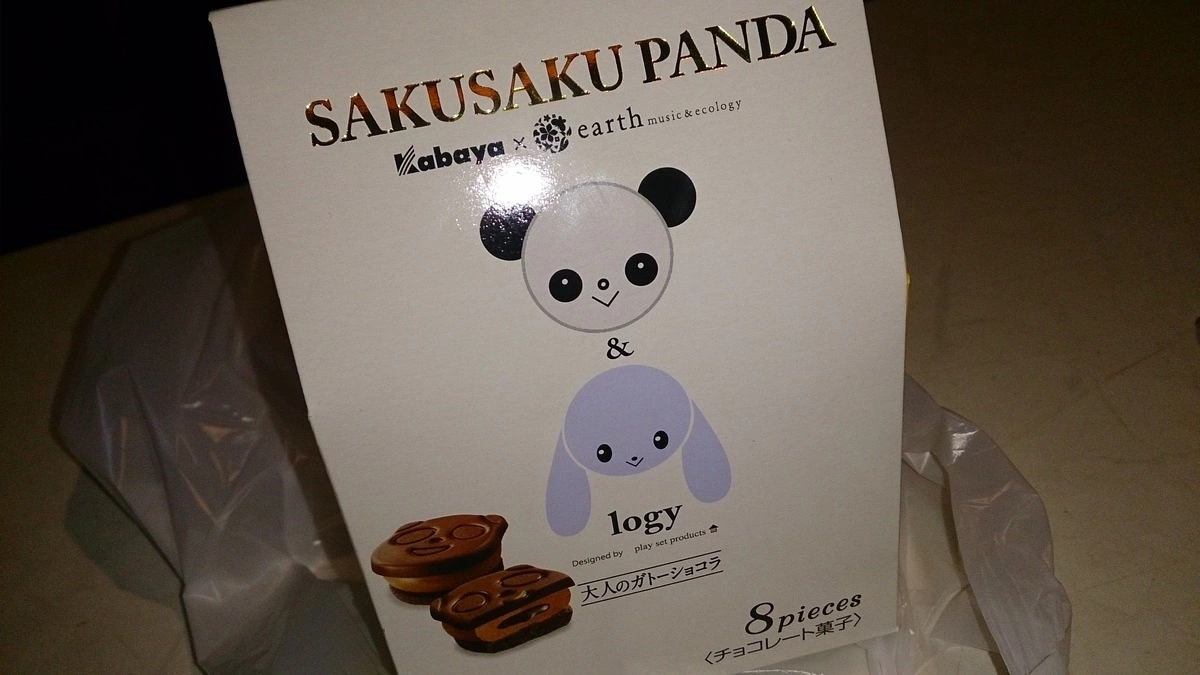 SAKUSAKU PANDA
Kabaya × earth music&ecology
&
logy
Designed by play set products
大人のガトーショコラ
8pieces
〈チョコレート菓子〉